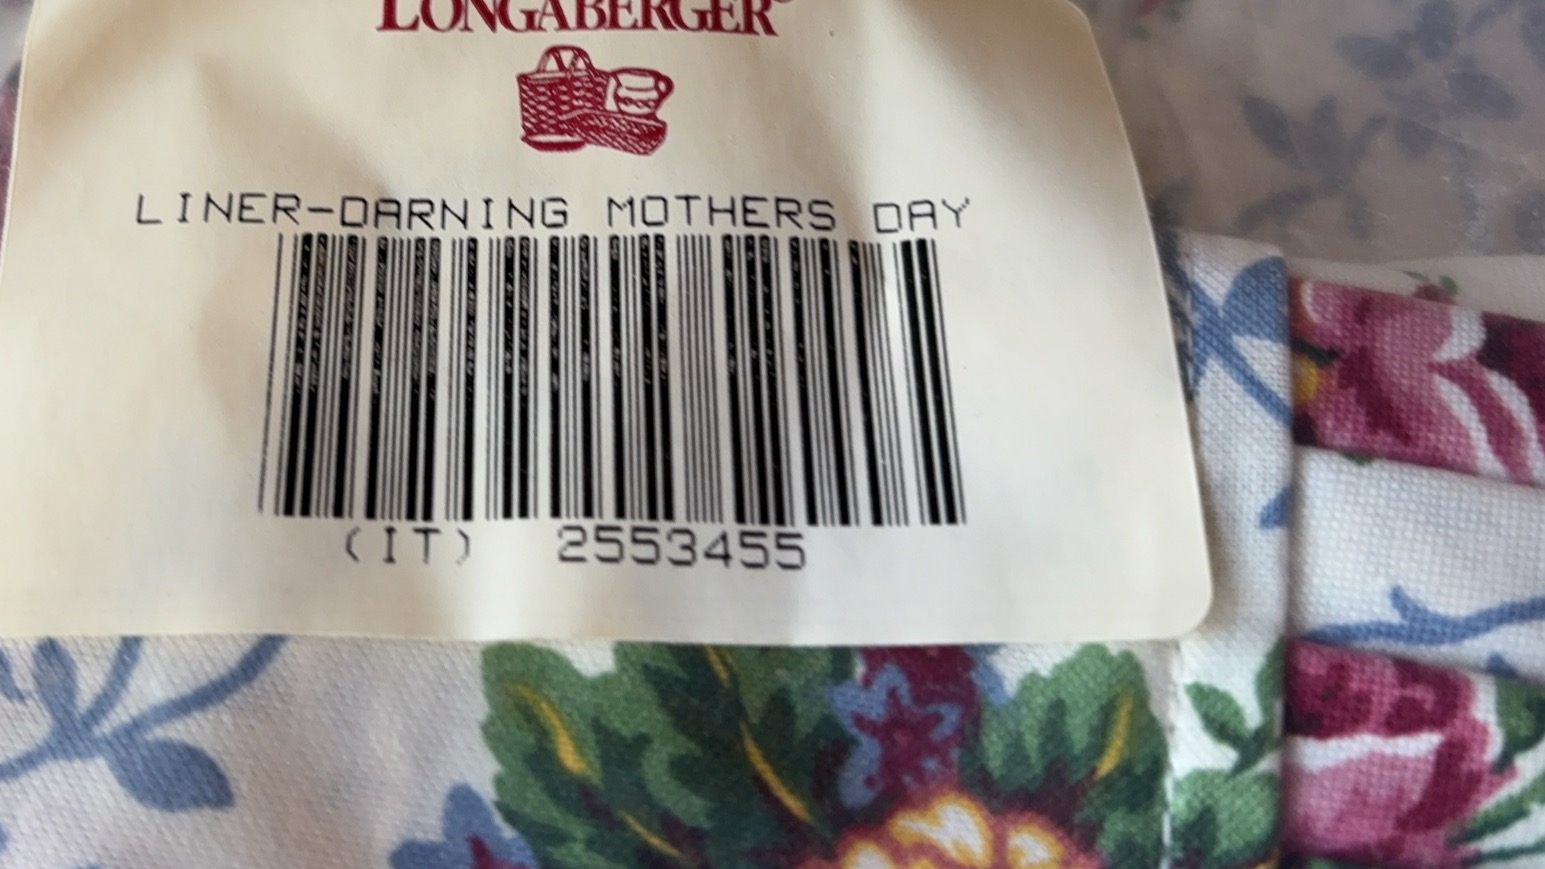 LONGABERGER®
LINER-DARNING MOTHERS DAY
(IT) 2553455